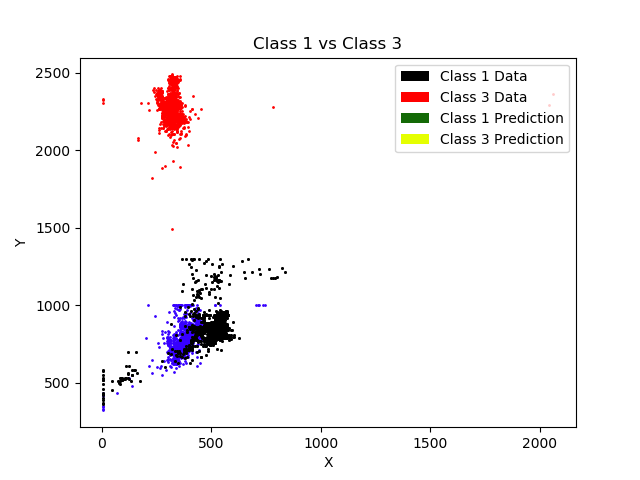 Class 1 vs Class 3
2500
2000
1500
1000
500
Y
0
500
1000
1500
2000
X
Class 1 Data
Class 3 Data
Class 1 Prediction
Class 3 Prediction